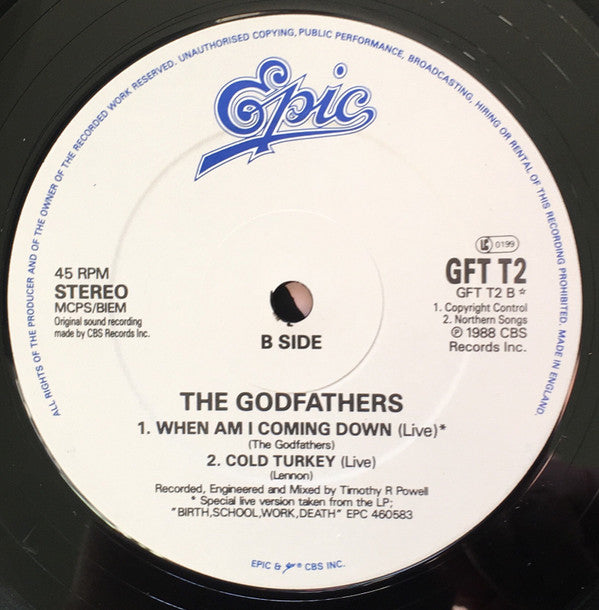 ALL RIGHTS OF THE PRODUCER AND OF THE OWNER OF THE RECORDED WORK RESERVED. UNAUTHORISED COPYING, PUBLIC PERFORMANCE, BROADCASTING, HIRING OR RENTAL OF THIS RECORDING PROHIBITED. MADE IN ENGLAND.
Epic
45 RPM
STEREO
MCPS/BIEM
Original sound recording
made by CBS Records Inc.
LC 0199
GFT T2
GFT T2 B *
1. Copyright Control
2. Northern Songs
℗ 1988 CBS
Records Inc.
B SIDE
THE GODFATHERS
1. WHEN AM I COMING DOWN (Live)*
(The Godfathers)
2. COLD TURKEY (Live)
(Lennon)
Recorded, Engineered and Mixed by Timothy R Powell
* Special live version taken from the LP;
"BIRTH,SCHOOL,WORK,DEATH" EPC 460583
EPIC & ® CBS INC.